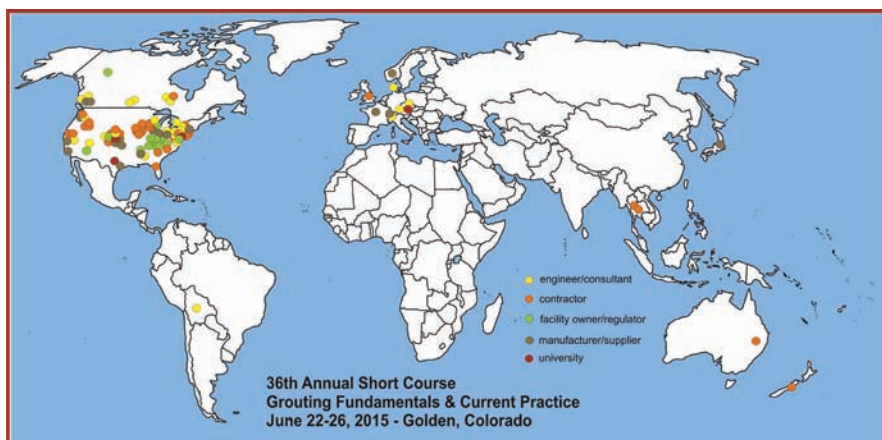 engineer/consultant
contractor
facility owner/regulator
manufacturer/supplier
university
36th Annual Short Course
Grouting Fundamentals & Current Practice
June 22-26, 2015 - Golden, Colorado